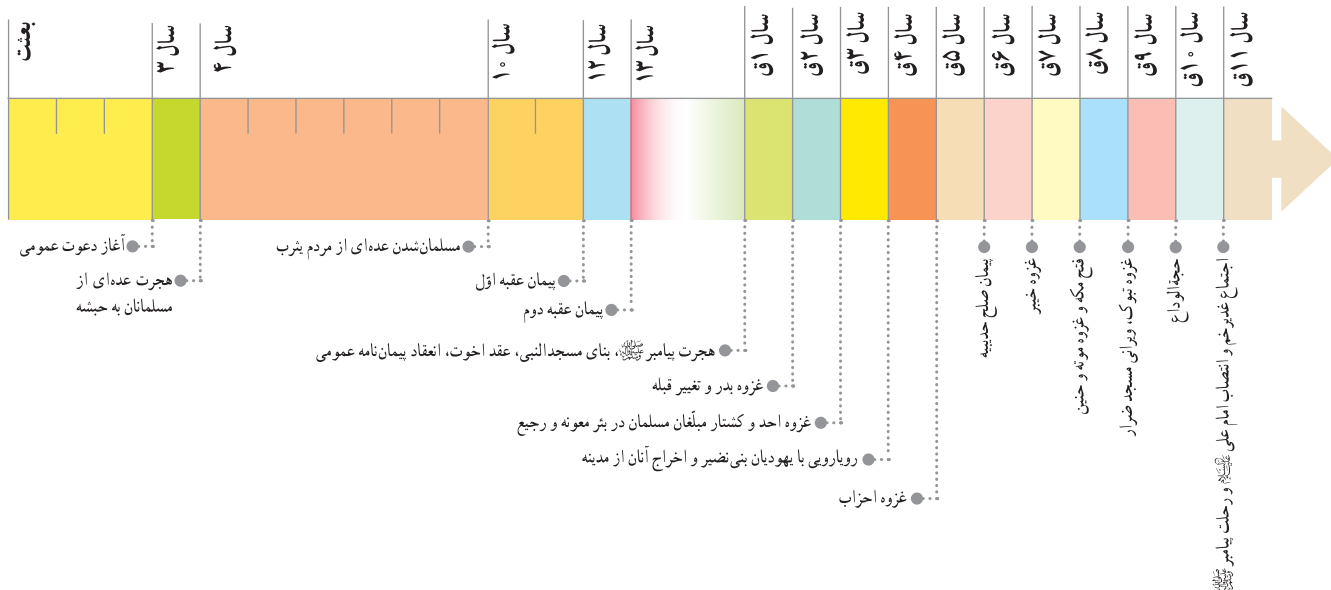 بعثت
سال ۳
سال ۴
سال ۱۰
سال ۱۲
سال ۱۳
سال ۱ق
سال ۲ق
سال ۳ق
سال ۴ق
سال ۵ق
سال ۶ق
سال ۷ق
سال ۸ق
سال ۹ق
سال ۱۰ق
سال ۱۱ق
آغاز دعوت عمومی
هجرت عده‌ای از
مسلمانان به حبشه
مسلمان‌شدن عده‌ای از مردم یثرب
پیمان عقبه اوّل
پیمان عقبه دوم
هجرت پیامبر ﷺ، بنای مسجدالنبی، عقد اخوت، انعقاد پیمان‌نامه عمومی
غزوه بدر و تغییر قبله
غزوه احد و کشتار مبلّغان مسلمان در بئر معونه و رجیع
رویارویی با یهودیان بنی‌نضیر و اخراج آنان از مدینه
غزوه احزاب
پیمان صلح حدیبیه
غزوه خیبر
فتح مکه و غزوه موته و حنین
غزوه تبوک، ویرانی مسجد ضرار
حجةالوداع
اجتماع غدیرخم و انتصاب امام علی علیه‌السلام و رحلت پیامبر ﷺ